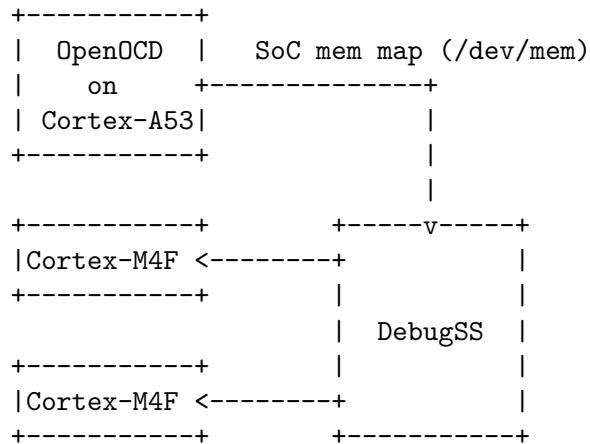 +-----------+
|  OpenOCD  |   SoC mem map (/dev/mem)
|    on     +--------------+
| Cortex-A53|              |
+-----------+              |
                           |
+-----------+        +-----v-----+
|Cortex-M4F <--------+           |
+-----------+        |           |
                     |  DebugSS  |
+-----------+        |           |
|Cortex-M4F <--------+           |
+-----------+        +-----------+